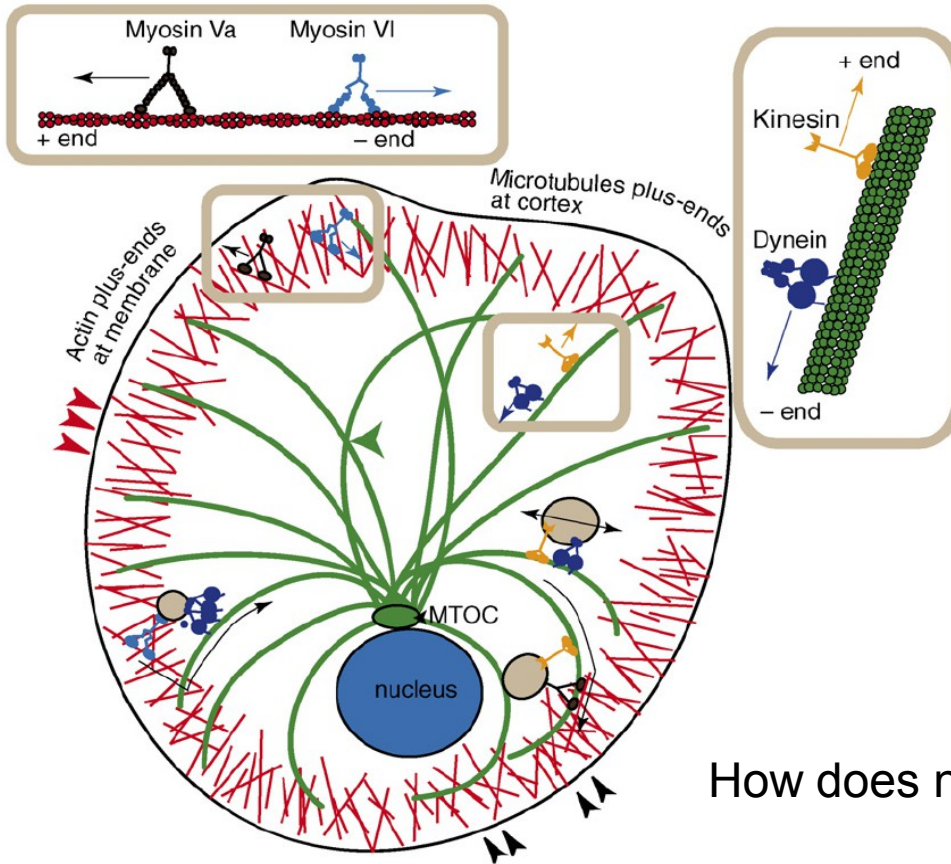 Myosin Va
Myosin VI
+ end
– end
+ end
Kinesin
Dynein
– end
Microtubules plus-ends
at cortex
Actin plus-ends
at membrane
MTOC
nucleus
How does